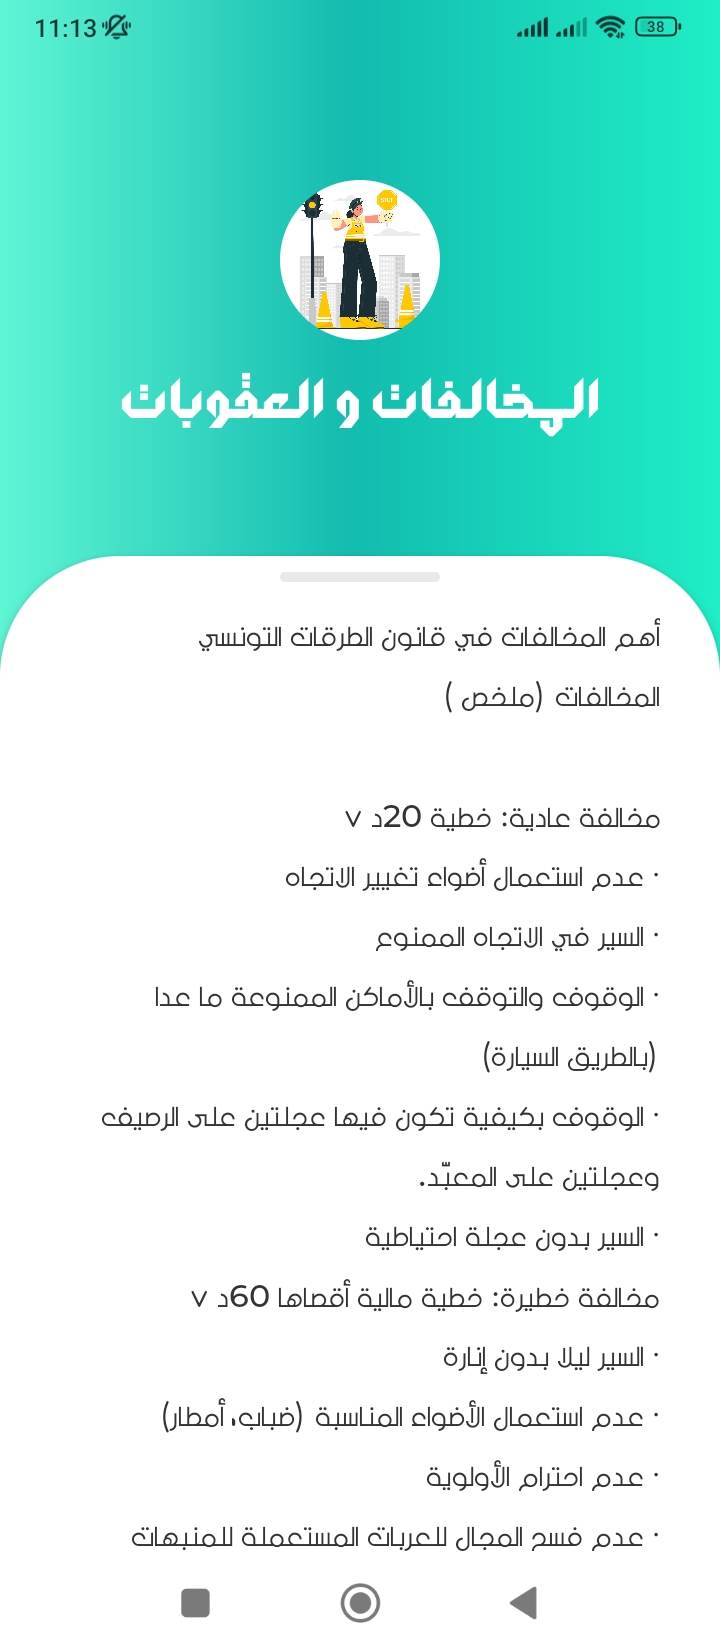 11:13
38
STOP
المخالفات و العقوبات
أهم المخالفات في قانون الطرقات التونسي
المخالفات (ملخص )
مخالفة عادية: خطية 20د ٧
· عدم استعمال أضواء تغيير الاتجاه
· السير في الاتجاه الممنوع
· الوقوف والتوقف بالأماكن الممنوعة ما عدا
(بالطريق السيارة)
· الوقوف بكيفية تكون فيها عجلتين على الرصيف
وعجلتين على المعبّد.
· السير بدون عجلة احتياطية
مخالفة خطيرة: خطية مالية أقصاها 60د ٧
· السير ليلا بدون إنارة
· عدم استعمال الأضواء المناسبة (ضباب، أمطار)
· عدم احترام الأولوية
· عدم فسح المجال للعربات المستعملة للمنبهات